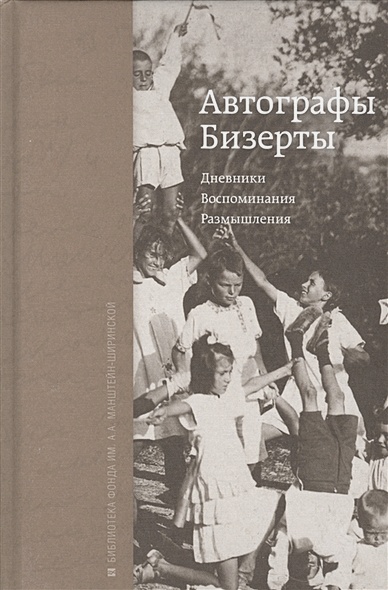 Автографы
Бизерты
Дневники
Воспоминания
Размышления
БИБЛИОТЕКА ФОНДА ИМ. А.А. МАНШТЕЙН-ШИРИНСКОЙ